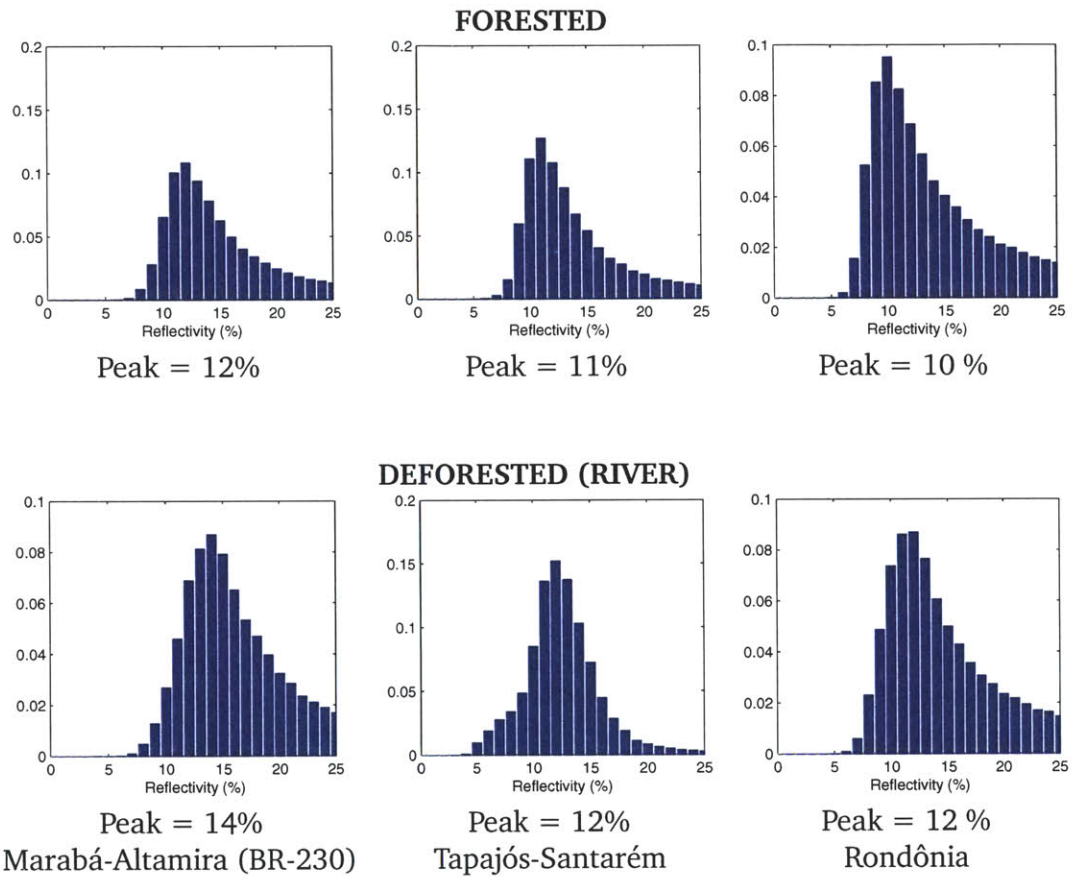 FORESTED
0.2
0.15
0.1
0.05
0
0 5 10 15 20 25
Reflectivity (%)
Peak = 12%
0.2
0.15
0.1
0.05
0
0 5 10 15 20 25
Reflectivity (%)
Peak = 11%
0.1
0.08
0.06
0.04
0.02
0
0 5 10 15 20 25
Reflectivity (%)
Peak = 10 %
DEFORESTED (RIVER)
0.1
0.08
0.06
0.04
0.02
0
0 5 10 15 20 25
Reflectivity (%)
Peak = 14%
Marabá-Altamira (BR-230)
0.2
0.15
0.1
0.05
0
0 5 10 15 20 25
Reflectivity (%)
Peak = 12%
Tapajós-Santarém
0.1
0.08
0.06
0.04
0.02
0
0 5 10 15 20 25
Reflectivity (%)
Peak = 12 %
Rondônia